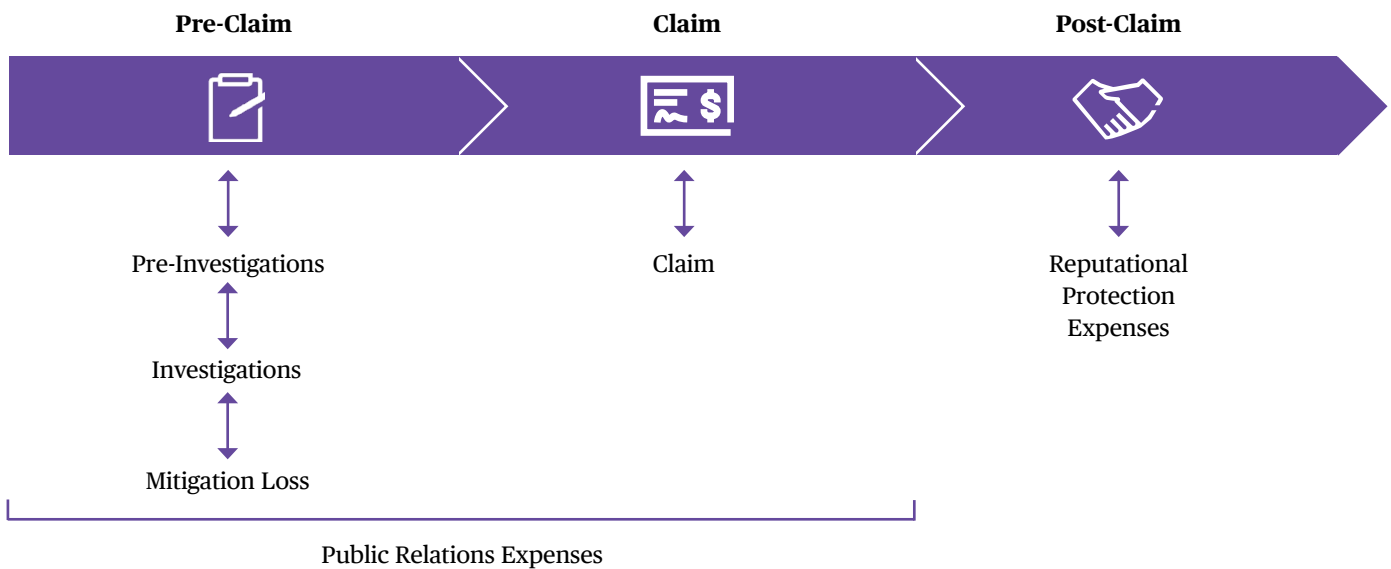 Pre-Claim
Claim
Post-Claim
$
Pre-Investigations
Claim
Reputational
Protection
Expenses
Investigations
Mitigation Loss
Public Relations Expenses